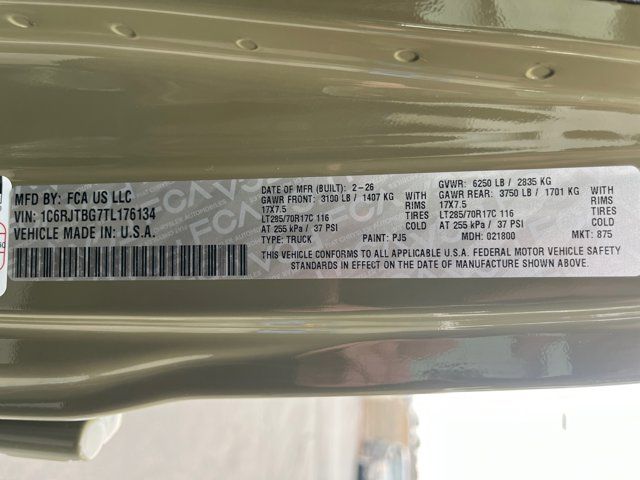 MFD BY: FCA US LLC
VIN: 1C6RJTBG7TL176134
VEHICLE MADE IN: U.S.A.
DATE OF MFR (BUILT): 2-26 GVWR: 6250 LB / 2835 KG
GAWR FRONT: 3100 LB / 1407 KG WITH GAWR REAR: 3750 LB / 1701 KG WITH
17X7.5 RIMS 17X7.5 RIMS
LT285/70R17C 116 TIRES LT285/70R17C 116 TIRES
AT 255 kPa / 37 PSI COLD AT 255 kPa / 37 PSI COLD
TYPE: TRUCK PAINT: PJ5 MDH: 021800 MKT: 875
THIS VEHICLE CONFORMS TO ALL APPLICABLE U.S.A. FEDERAL MOTOR VEHICLE SAFETY
STANDARDS IN EFFECT ON THE DATE OF MANUFACTURE SHOWN ABOVE.